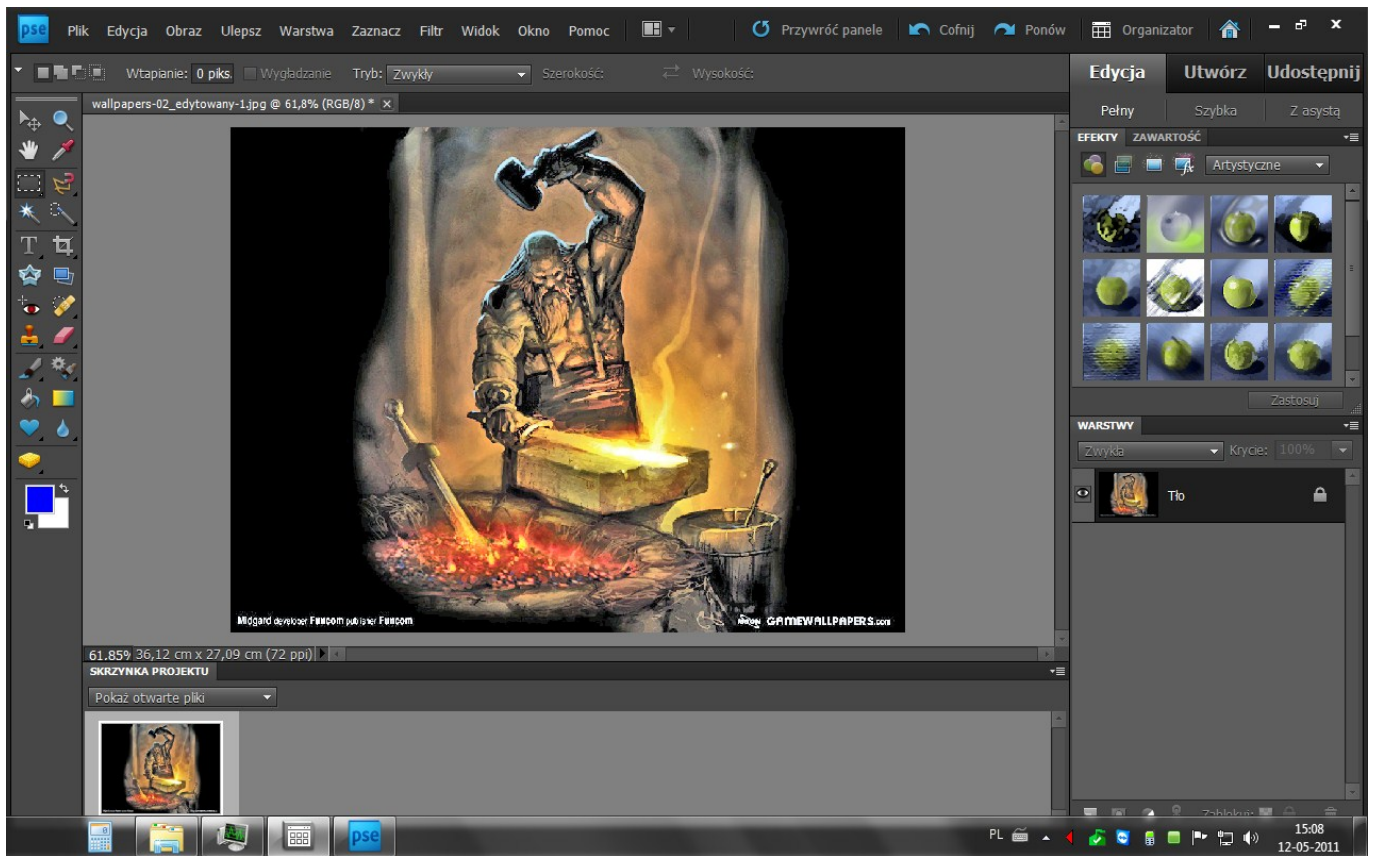 pse Plik Edycja Obraz Ulepsz Warstwa Zaznacz Filtr Widok Okno Pomoc Przywróć panele Cofnij Ponów Organizator
Wtapianie: 0 piks. Wygładzanie Tryb: Zwykły Szerokość: Wysokość:
Edycja Utwórz Udostępnij
Pełny Szybka Z asystą
wallpapers-02_edytowany-1.jpg @ 61,8% (RGB/8) * x
EFEKTY ZAWARTOŚĆ
Artystyczne
Zastosuj
WARSTWY
Zwykła Krycie: 100%
Tło
Midgard developer Funcom publisher Funcom
GAMEWALLPAPERS.com
61.85% 36,12 cm x 27,09 cm (72 ppi)
SKRZYNKA PROJEKTU
Pokaż otwarte pliki
Zablokuj:
pse
PL
15:08
12-05-2011